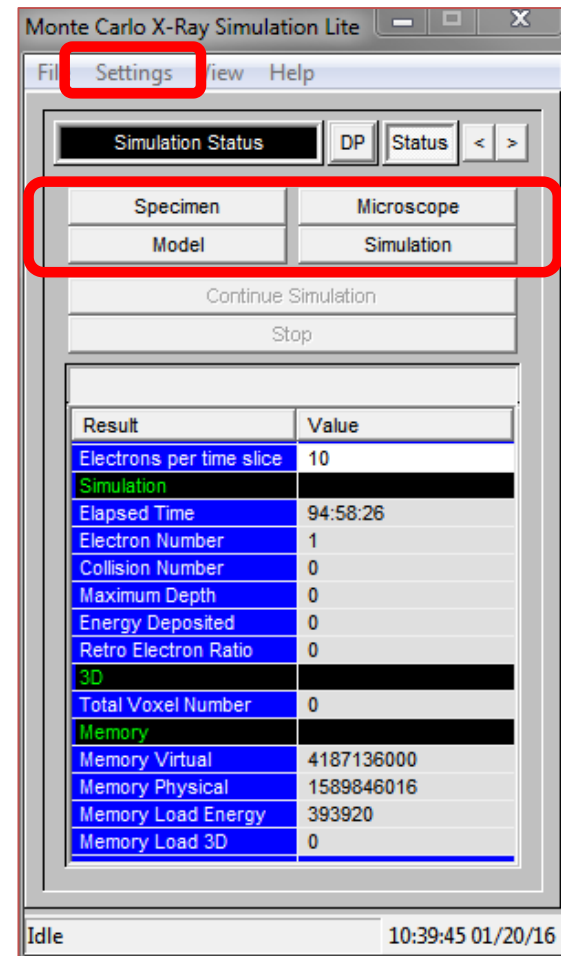 Monte Carlo X-Ray Simulation Lite
Fil Settings View Help
Simulation Status DP Status < >
Specimen Microscope
Model Simulation
Continue Simulation
Stop
Result Value
Electrons per time slice 10
Simulation
Elapsed Time 94:58:26
Electron Number 1
Collision Number 0
Maximum Depth 0
Energy Deposited 0
Retro Electron Ratio 0
3D
Total Voxel Number 0
Memory
Memory Virtual 4187136000
Memory Physical 1589846016
Memory Load Energy 393920
Memory Load 3D 0
Idle 10:39:45 01/20/16